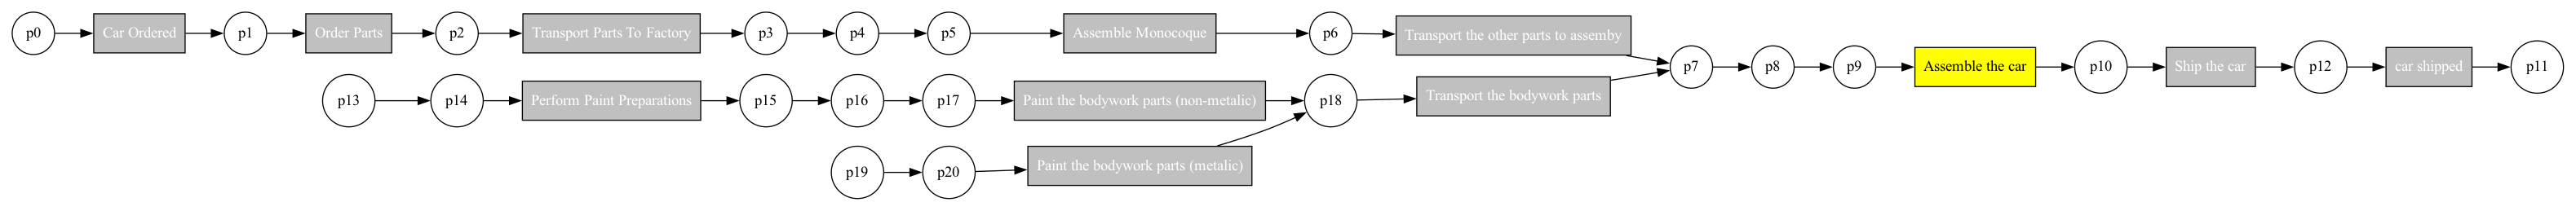 p0 Car Ordered p1 Order Parts p2 Transport Parts To Factory p3 p4 p5 Assemble Monocoque p6 Transport the other parts to assemby
p7 p8 p9 Assemble the car p10 Ship the car p12 car shipped p11
p13 p14 Perform Paint Preparations p15 p16 p17 Paint the bodywork parts (non-metalic) p18 Transport the bodywork parts
p19 p20 Paint the bodywork parts (metalic)